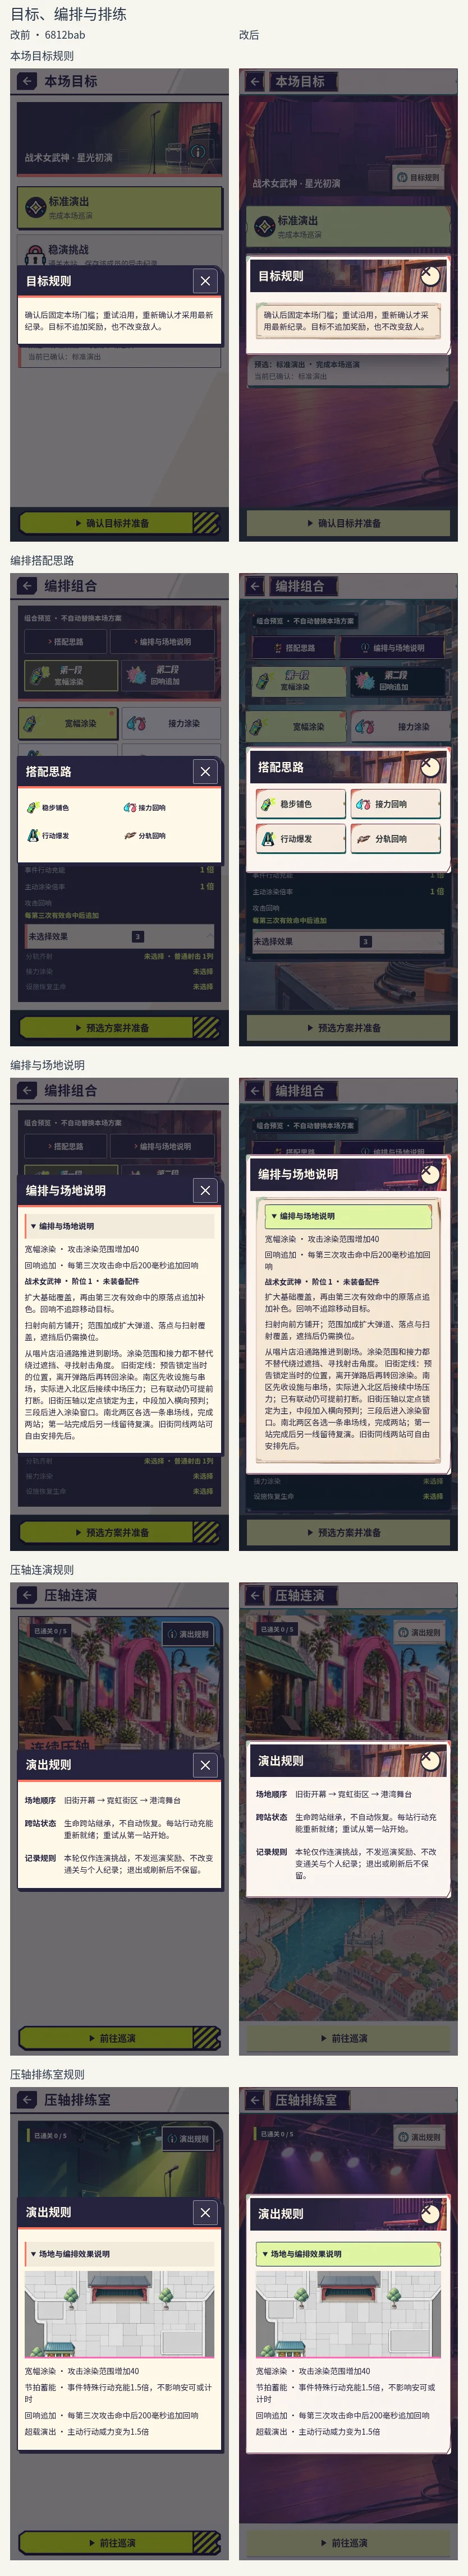 目标、编排与排练
改前 · 6812bab
改后
本场目标规则
本场目标
战术女武神 · 星光初演
标准演出
完成本场巡演
稳演挑战
目标规则
确认后固定本场门槛；重试沿用，重新确认才采用最新
纪录。目标不追加奖励，也不改变敌人。
当前已确认：标准演出
确认目标并准备
本场目标
战术女武神 · 星光初演
目标规则
标准演出
完成本场巡演
目标规则
确认后固定本场门槛；重试沿用，重新确认才采
用最新纪录。目标不追加奖励，也不改变敌人。
预选：标准演出 · 完成本场巡演
当前已确认：标准演出
确认目标并准备
编排搭配思路
编排组合
组合预览 · 不自动替换本场方案
搭配思路
编排与场地说明
第一段
宽幅涂染
第二段
回响追加
宽幅涂染
接力涂染
搭配思路
稳步铺色
接力回响
行动爆发
分轨回响
事件行动充能
1 倍
主动涂染倍率
1 倍
攻击回响
每第三次有效命中后追加
未选择效果
3
分轨齐射
未选择 · 普通射击 1列
接力涂染
未选择
设施恢复生命
未选择
预选方案并准备
编排组合
组合预览 · 不自动替换本场方案
搭配思路
编排与场地说明
第一段
宽幅涂染
第二段
回响追加
宽幅涂染
接力涂染
搭配思路
稳步铺色
接力回响
行动爆发
分轨回响
事件行动充能
1 倍
主动涂染倍率
1 倍
攻击回响
每第三次有效命中后追加
未选择效果
3
预选方案并准备
编排与场地说明
编排组合
组合预览 · 不自动替换本场方案
搭配思路
编排与场地说明
编排与场地说明
▼ 编排与场地说明
宽幅涂染 · 攻击涂染范围增加40
回响追加 · 每第三次攻击命中后200毫秒追加回响
战术女武神 · 阶位 1 · 未装备配件
扩大基础覆盖，再由第三次有效命中的原落点追加补
色。回响不追踪移动目标。
扫射向前方铺开；范围加成扩大弹道、落点与扫射覆
盖，遮挡后仍需换位。
从唱片店沿通路推进到剧场。涂染范围和接力都不替
代绕过遮挡、寻找射击角度。 旧街定线：预告锁定当时
的位置，离开弹路后再转回涂染。南区先收设施与串
场，实际进入北区后接续中场压力；已有联动仍可提前
打断。旧街压轴以定点锁定为主，中段加入横向预判；
三段后进入涂染窗口。南北两区各选一条串场线，完成
两站；第一站完成后另一线留待复演。旧街同线两站可
自由安排先后。
分轨齐射
未选择 · 普通射击 1列
接力涂染
未选择
设施恢复生命
未选择
预选方案并准备
编排组合
组合预览 · 不自动替换本场方案
搭配思路
编排与场地说明
编排与场地说明
▼ 编排与场地说明
宽幅涂染 · 攻击涂染范围增加40
回响追加 · 每第三次攻击命中后200毫秒追加回
响
战术女武神 · 阶位 1 · 未装备配件
扩大基础覆盖，再由第三次有效命中的原落点追
加补色。回响不追踪移动目标。
扫射向前方铺开；范围加成扩大弹道、落点与扫
射覆盖，遮挡后仍需换位。
从唱片店沿通路推进到剧场。涂染范围和接力都
不替代绕过遮挡、寻找射击角度。 旧街定线：预
告锁定当时的位置，离开弹路后再转回涂染。南
区先收设施与串场，实际进入北区后接续中场压
力；已有联动仍可提前打断。旧街压轴以定点锁
定为主，中段加入横向预判；三段后进入涂染窗
口。南北两区各选一条串场线，完成两站；第一
站完成后另一线留待复演。旧街同线两站可自由
安排先后。
接力涂染
未选择
设施恢复生命
未选择
预选方案并准备
压轴连演规则
压轴连演
已通关 0 / 5
演出规则
连续压轴
演出规则
场地顺序
旧街开幕 → 霓虹街区 → 港湾舞台
跨站状态
生命跨站继承，不自动恢复。每站行动充能
重新就绪；重试从第一站开始。
记录规则
本轮仅作连演挑战，不发巡演奖励、不改变
通关与个人纪录；退出或刷新后不保留。
前往巡演
压轴连演
已通关 0 / 5
演出规则
演出规则
场地顺序
旧街开幕 → 霓虹街区 → 港湾舞台
跨站状态
生命跨站继承，不自动恢复。每站行动充
能重新就绪；重试从第一站开始。
记录规则
本轮仅作连演挑战，不发巡演奖励、不改
变通关与个人纪录；退出或刷新后不保
留。
前往巡演
压轴排练室规则
压轴排练室
已通关 0 / 5
演出规则
演出规则
▼ 场地与编排效果说明
宽幅涂染 · 攻击涂染范围增加40
节拍蓄能 · 事件特殊行动充能1.5倍，不影响安可或计
时
回响追加 · 每第三次攻击命中后200毫秒追加回响
超载演出 · 主动行动威力变为1.5倍
前往巡演
压轴排练室
已通关 0 / 5
演出规则
演出规则
▼ 场地与编排效果说明
宽幅涂染 · 攻击涂染范围增加40
节拍蓄能 · 事件特殊行动充能1.5倍，不影响安可或
计时
回响追加 · 每第三次攻击命中后200毫秒追加回响
超载演出 · 主动行动威力变为1.5倍
前往巡演